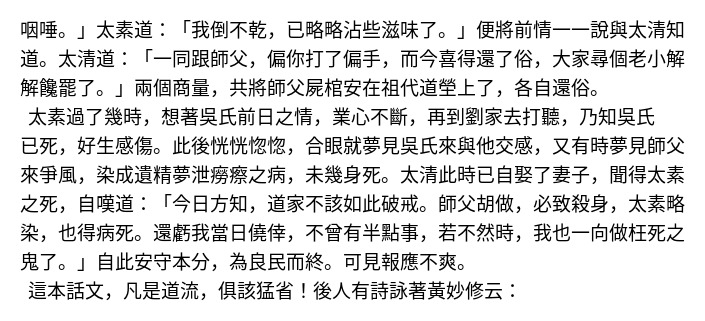 咽唾。」太素道：「我倒不乾，已略略沾些滋味了。」便將前情一一說與太清知
道。太清道：「一同跟師父，偏你打了偏手，而今喜得還了俗，大家尋個老小解
解饞罷了。」兩個商量，共將師父屍棺安在祖代道塋上了，各自還俗。
太素過了幾時，想著吳氏前日之情，業心不斷，再到劉家去打聽，乃知吳氏
已死，好生感傷。此後恍恍惚惚，合眼就夢見吳氏來與他交感，又有時夢見師父
來爭風，染成遺精夢泄癆瘵之病，未幾身死。太清此時已自娶了妻子，聞得太素
之死，自嘆道：「今日方知，道家不該如此破戒。師父胡做，必致殺身，太素略
染，也得病死。還虧我當日僥倖，不曾有半點事，若不然時，我也一向做枉死之
鬼了。」自此安守本分，為良民而終。可見報應不爽。
這本話文，凡是道流，俱該猛省！後人有詩詠著黃妙修云：